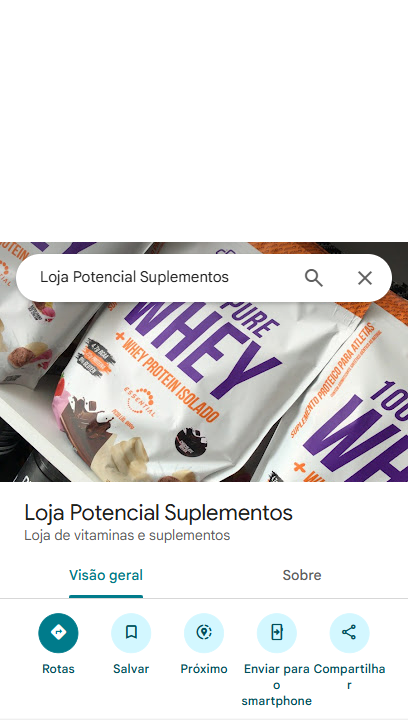 Loja Potencial Suplementos
PURE
WHEY
+ WHEY PROTEIN ISOLADO
ESSENTIAL
SUPLEMENTO PROTEICO PARA ATLETAS
100
WH
Loja Potencial Suplementos
Loja de vitaminas e suplementos
Visão geral
Sobre
Rotas
Salvar
Próximo
Enviar para
o
smartphone
Compartilha
r